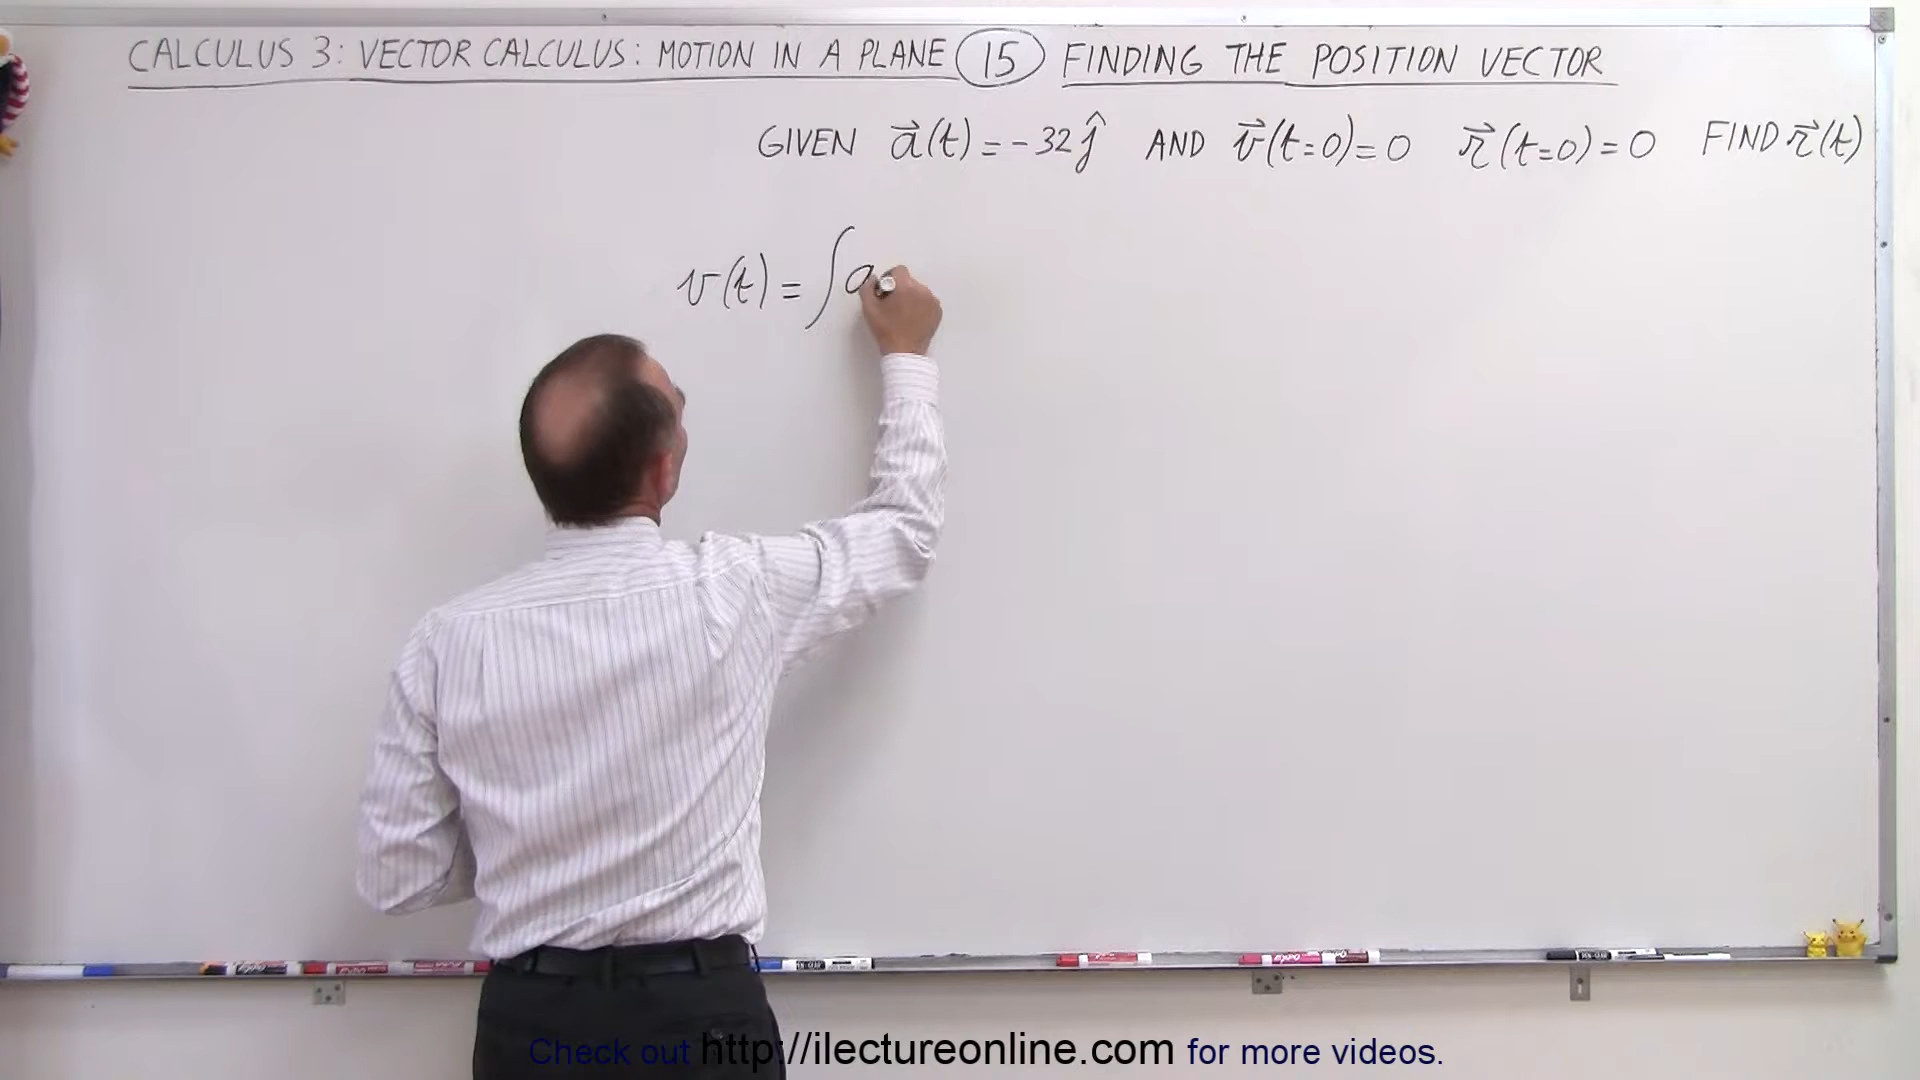 CALCULUS 3: VECTOR CALCULUS: MOTION IN A PLANE 15 FINDING THE POSITION VECTOR
GIVEN a⃗(t) = -32ĵ AND v⃗(t=0)=0 r⃗(t=0)=0 FIND r⃗(t)
v(t) = ∫a
Check out http://ilectureonline.com for more videos.